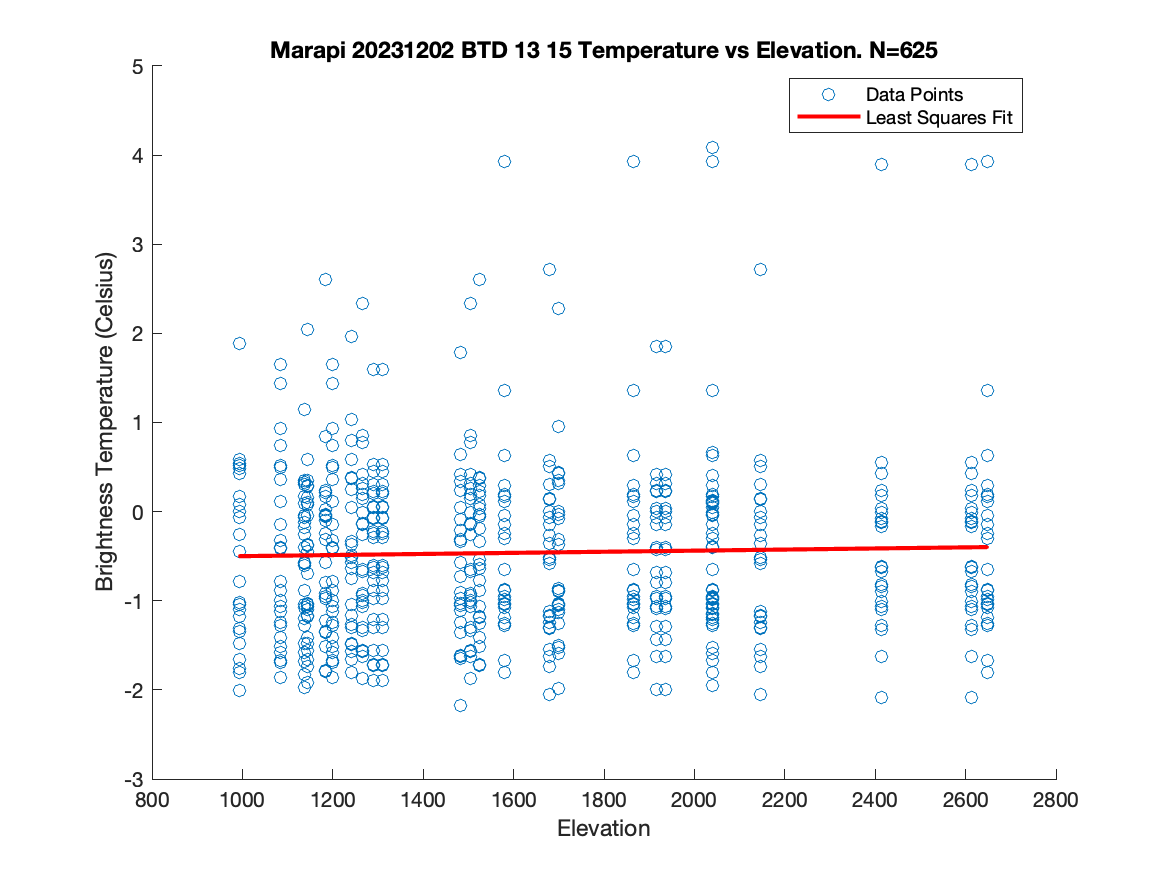 Marapi 20231202 BTD 13 15 Temperature vs Elevation. N=625
Data Points
Least Squares Fit
5
4
3
2
1
0
-1
-2
-3
Brightness Temperature (Celsius)
800 1000 1200 1400 1600 1800 2000 2200 2400 2600 2800
Elevation